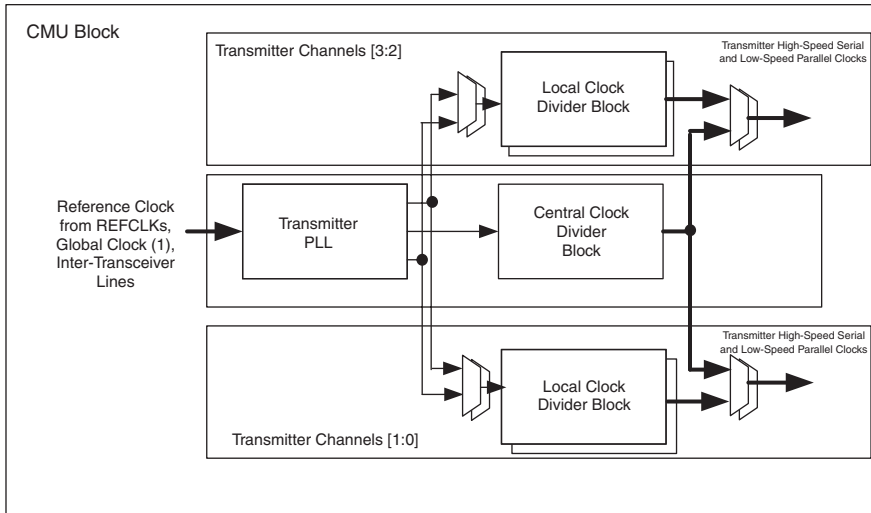 CMU Block
Transmitter Channels [3:2]
Transmitter High-Speed Serial
and Low-Speed Parallel Clocks
Local Clock
Divider Block
Reference Clock
from REFCLKs,
Global Clock (1),
Inter-Transceiver
Lines
Transmitter
PLL
Central Clock
Divider
Block
Transmitter High-Speed Serial
and Low-Speed Parallel Clocks
Local Clock
Divider Block
Transmitter Channels [1:0]